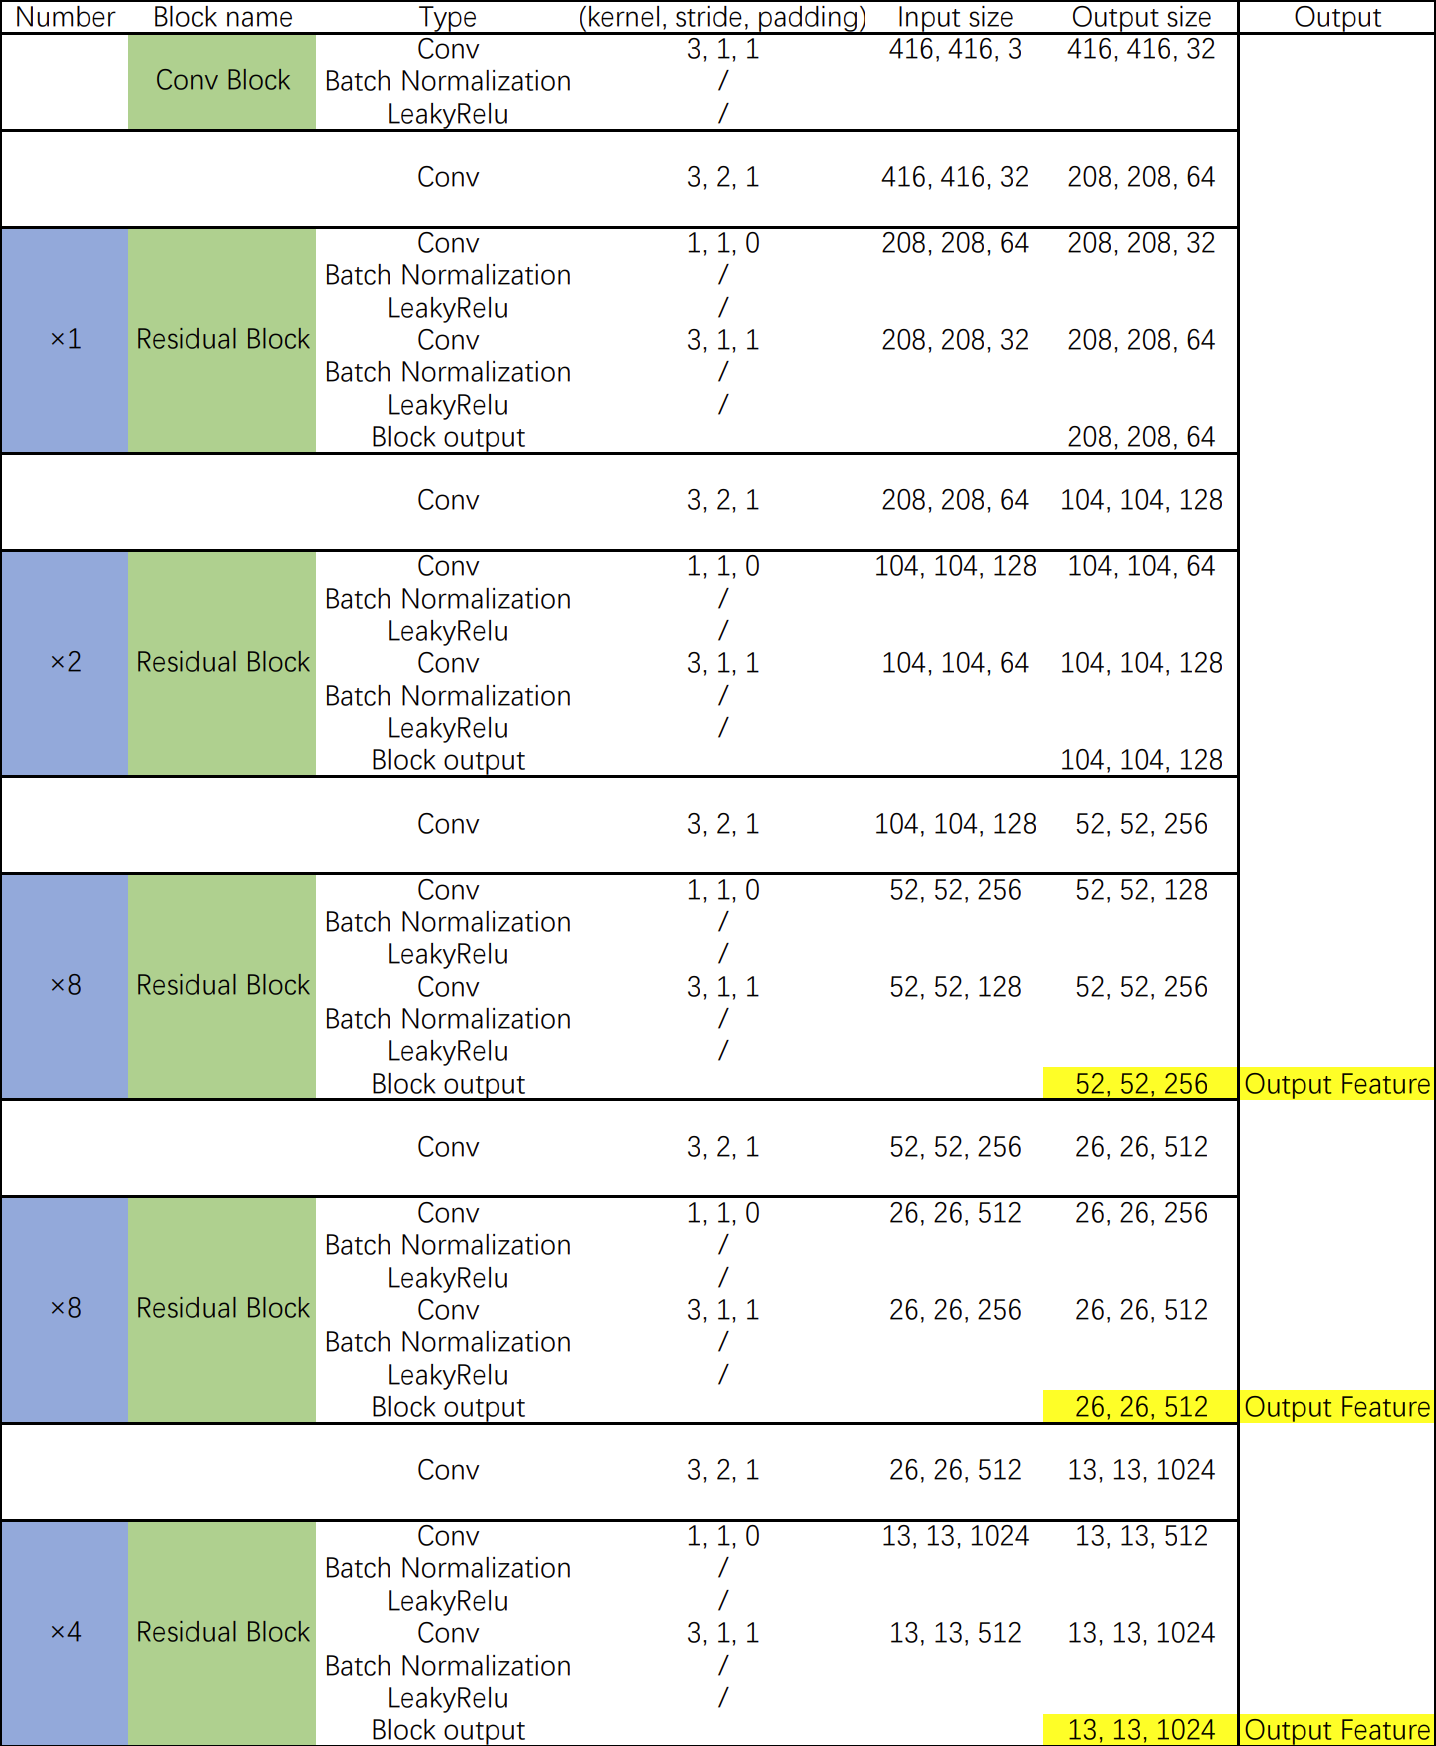 Number Block name Type (kernel, stride, padding) Input size Output size Output
Conv 3, 1, 1 416, 416, 3 416, 416, 32
Conv Block Batch Normalization /
LeakyRelu /
Conv 3, 2, 1 416, 416, 32 208, 208, 64
Conv 1, 1, 0 208, 208, 64 208, 208, 32
Batch Normalization /
LeakyRelu /
×1 Residual Block Conv 3, 1, 1 208, 208, 32 208, 208, 64
Batch Normalization /
LeakyRelu /
Block output 208, 208, 64
Conv 3, 2, 1 208, 208, 64 104, 104, 128
Conv 1, 1, 0 104, 104, 128 104, 104, 64
Batch Normalization /
LeakyRelu /
×2 Residual Block Conv 3, 1, 1 104, 104, 64 104, 104, 128
Batch Normalization /
LeakyRelu /
Block output 104, 104, 128
Conv 3, 2, 1 104, 104, 128 52, 52, 256
Conv 1, 1, 0 52, 52, 256 52, 52, 128
Batch Normalization /
LeakyRelu /
×8 Residual Block Conv 3, 1, 1 52, 52, 128 52, 52, 256
Batch Normalization /
LeakyRelu /
Block output 52, 52, 256 Output Feature
Conv 3, 2, 1 52, 52, 256 26, 26, 512
Conv 1, 1, 0 26, 26, 512 26, 26, 256
Batch Normalization /
LeakyRelu /
×8 Residual Block Conv 3, 1, 1 26, 26, 256 26, 26, 512
Batch Normalization /
LeakyRelu /
Block output 26, 26, 512 Output Feature
Conv 3, 2, 1 26, 26, 512 13, 13, 1024
Conv 1, 1, 0 13, 13, 1024 13, 13, 512
Batch Normalization /
LeakyRelu /
×4 Residual Block Conv 3, 1, 1 13, 13, 512 13, 13, 1024
Batch Normalization /
LeakyRelu /
Block output 13, 13, 1024 Output Feature